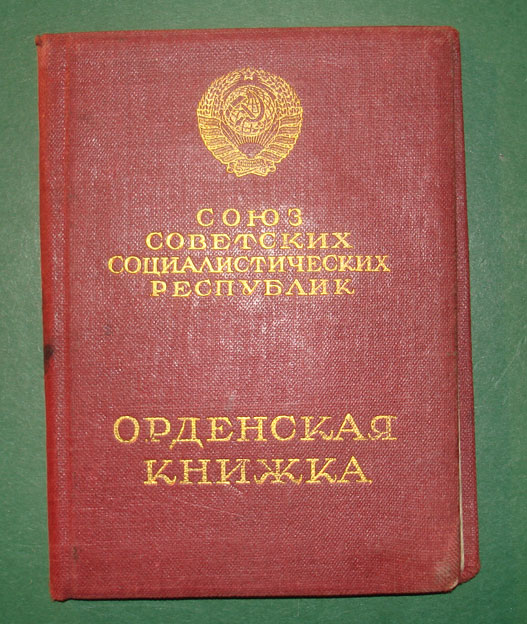 СОЮЗ
СОВЕТСКИХ
СОЦИАЛИСТИЧЕСКИХ
РЕСПУБЛИК
ОРДЕНСКАЯ
КНИЖКА